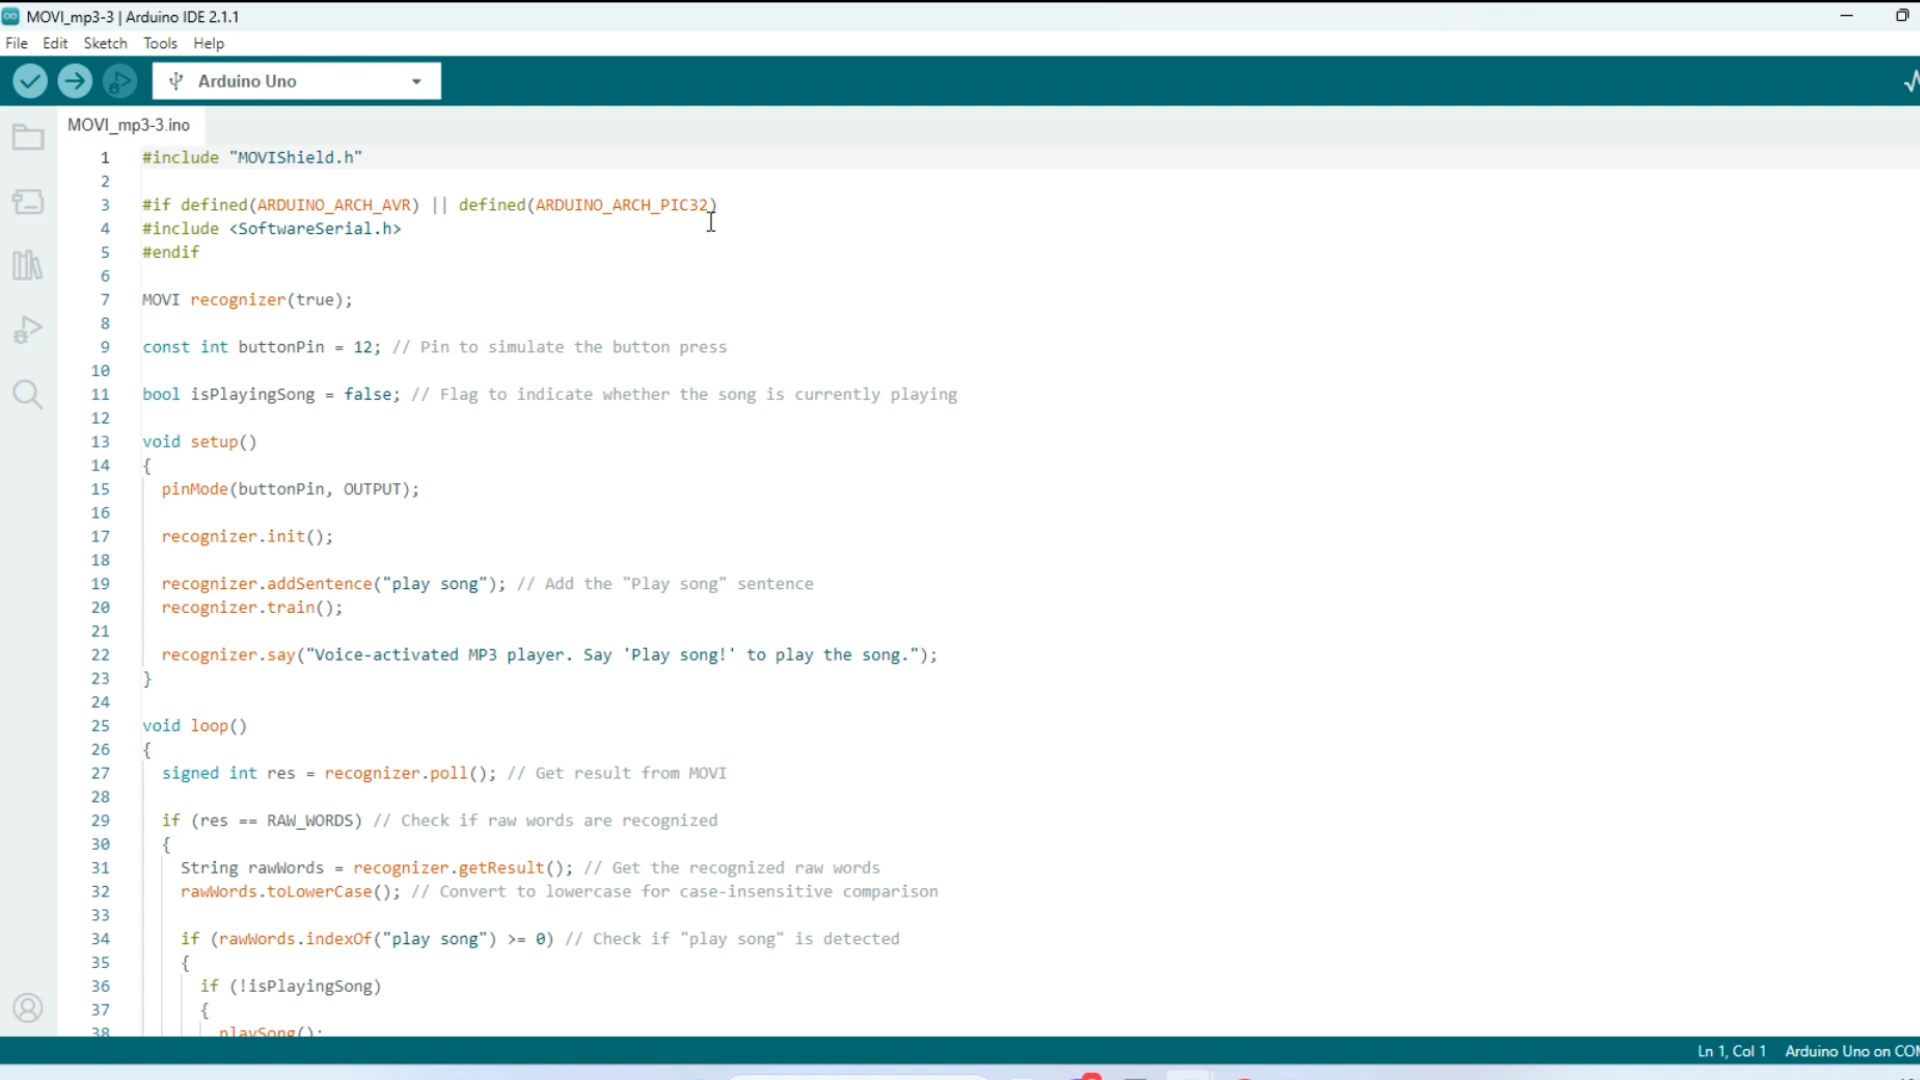 MOVI_mp3-3 | Arduino IDE 2.1.1
File Edit Sketch Tools Help
Arduino Uno
MOVI_mp3-3.ino
1 #include "MOVIShield.h"
2
3 #if defined(ARDUINO_ARCH_AVR) || defined(ARDUINO_ARCH_PIC32)
4 #include <SoftwareSerial.h>
5 #endif
6
7 MOVI recognizer(true);
8
9 const int buttonPin = 12; // Pin to simulate the button press
10
11 bool isPlayingSong = false; // Flag to indicate whether the song is currently playing
12
13 void setup()
14 {
15 pinMode(buttonPin, OUTPUT);
16
17 recognizer.init();
18
19 recognizer.addSentence("play song"); // Add the "Play song" sentence
20 recognizer.train();
21
22 recognizer.say("Voice-activated MP3 player. Say 'Play song!' to play the song.");
23 }
24
25 void loop()
26 {
27 signed int res = recognizer.poll(); // Get result from MOVI
28
29 if (res == RAW_WORDS) // Check if raw words are recognized
30 {
31 String rawWords = recognizer.getResult(); // Get the recognized raw words
32 rawWords.toLowerCase(); // Convert to lowercase for case-insensitive comparison
33
34 if (rawWords.indexOf("play song") >= 0) // Check if "play song" is detected
35 {
36 if (!isPlayingSong)
37 {
38 playSong();
Ln 1, Col 1 Arduino Uno on COM